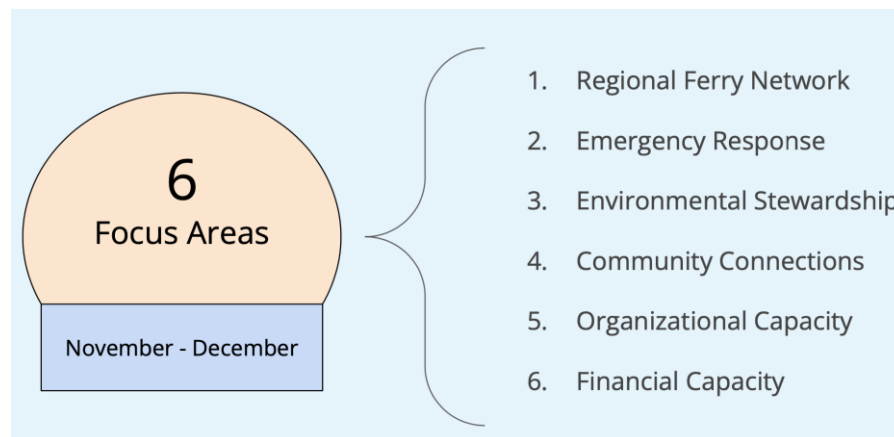 6
Focus Areas
November - December
1. Regional Ferry Network
2. Emergency Response
3. Environmental Stewardship
4. Community Connections
5. Organizational Capacity
6. Financial Capacity